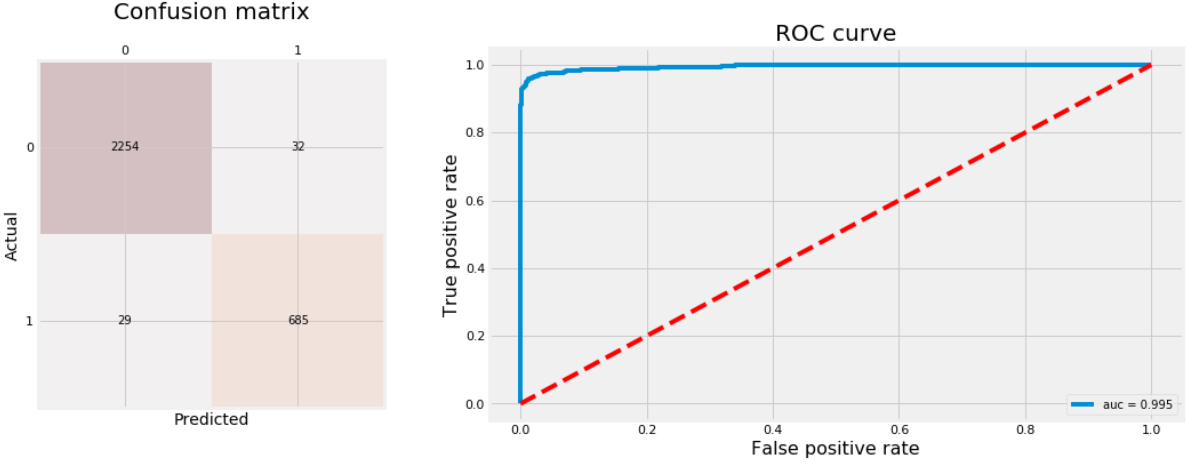 Confusion matrix
0 1
0 2254 32
Actual
1 29 685
Predicted
ROC curve
1.0
0.8
0.6
0.4
0.2
0.0
True positive rate
auc = 0.995
0.0 0.2 0.4 0.6 0.8 1.0
False positive rate